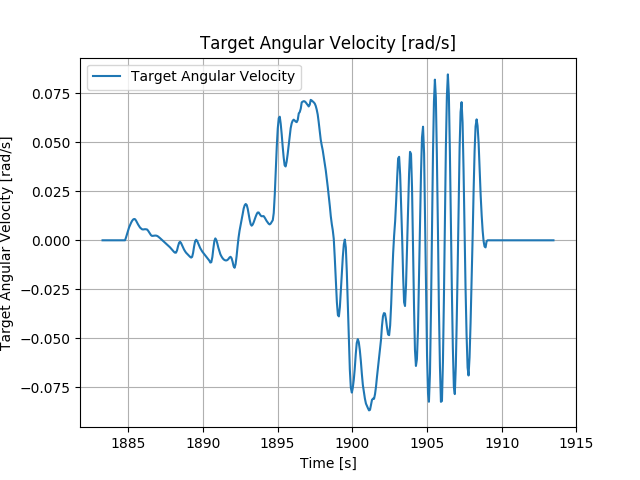 Target Angular Velocity [rad/s]
Target Angular Velocity
Target Angular Velocity [rad/s]
0.075
0.050
0.025
0.000
−0.025
−0.050
−0.075
1885 1890 1895 1900 1905 1910 1915
Time [s]